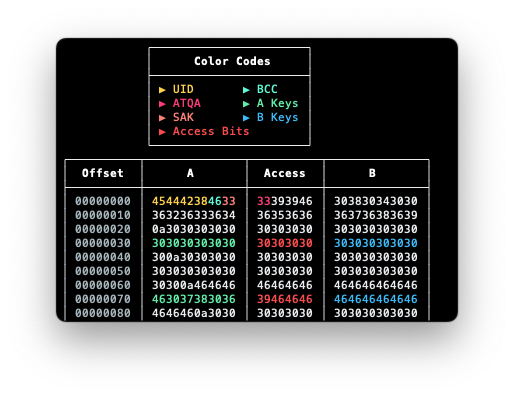 Color Codes
▶ UID ▶ BCC
▶ ATQA ▶ A Keys
▶ SAK ▶ B Keys
▶ Access Bits
Offset A Access B
00000000 454442384633 33393946 303830343030
00000010 363236333634 36353636 363736383639
00000020 0a3030303030 30303030 303030303030
00000030 303030303030 30303030 303030303030
00000040 300a30303030 30303030 303030303030
00000050 303030303030 30303030 303030303030
00000060 30300a464646 46464646 464646464646
00000070 463037383036 39464646 464646464646
00000080 4646460a3030 30303030 303030303030